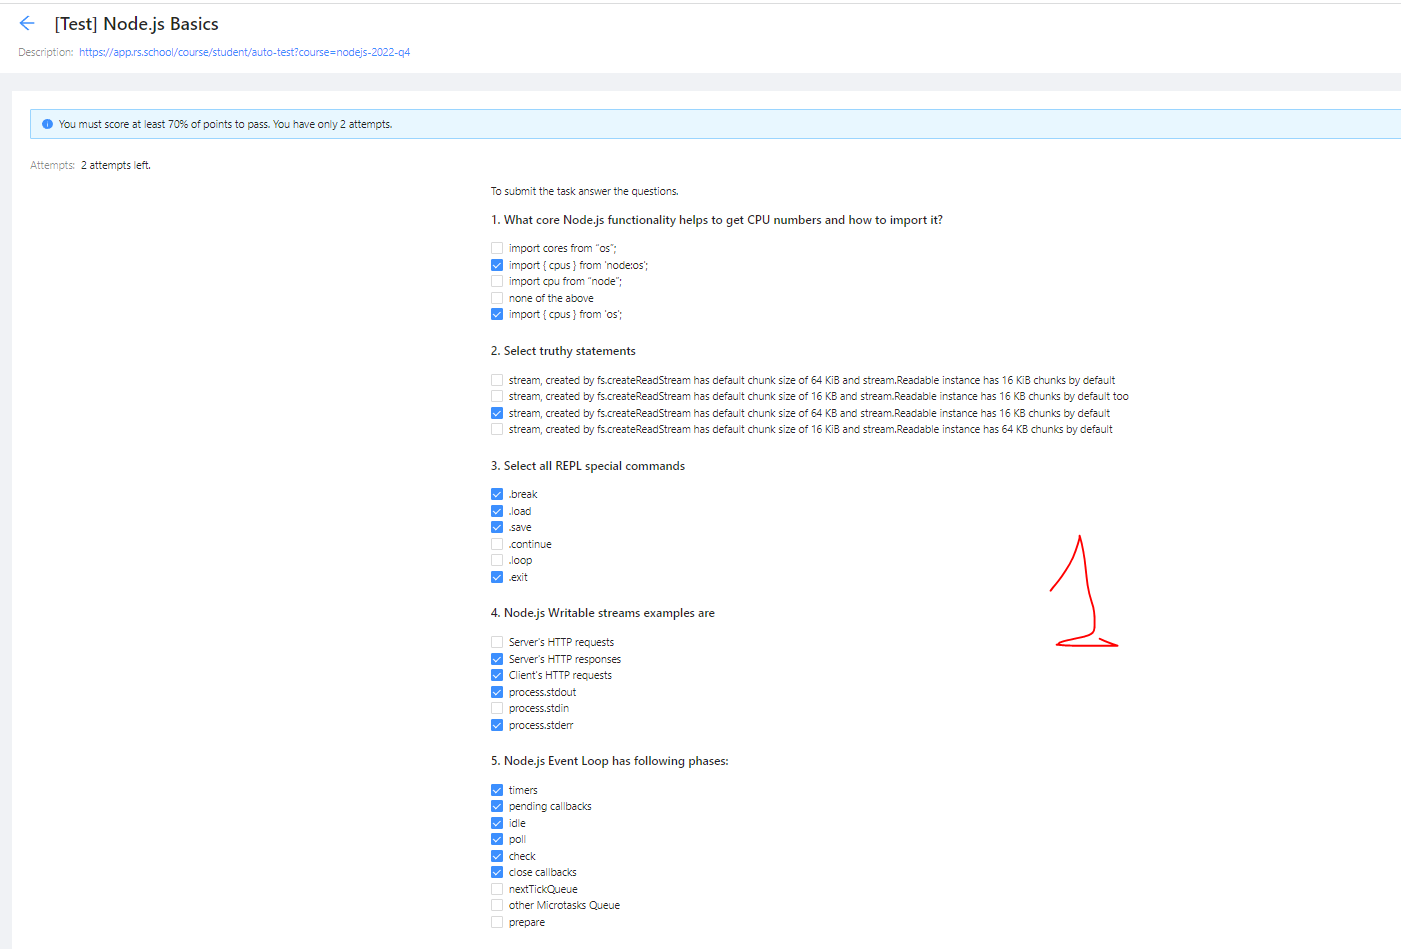 [Test] Node.js Basics
Description: https://app.rs.school/course/student/auto-test?course=nodejs-2022-q4
You must score at least 70% of points to pass. You have only 2 attempts.
Attempts: 2 attempts left.
To submit the task answer the questions.
1. What core Node.js functionality helps to get CPU numbers and how to import it?
import cores from "os";
import { cpus } from 'node:os';
import cpu from "node";
none of the above
import { cpus } from 'os';
2. Select truthy statements
stream, created by fs.createReadStream has default chunk size of 64 KiB and stream.Readable instance has 16 KiB chunks by default
stream, created by fs.createReadStream has default chunk size of 16 KB and stream.Readable instance has 16 KB chunks by default too
stream, created by fs.createReadStream has default chunk size of 64 KB and stream.Readable instance has 16 KB chunks by default
stream, created by fs.createReadStream has default chunk size of 16 KiB and stream.Readable instance has 64 KB chunks by default
3. Select all REPL special commands
.break
.load
.save
.continue
.loop
.exit
1
4. Node.js Writable streams examples are
Server's HTTP requests
Server's HTTP responses
Client's HTTP requests
process.stdout
process.stdin
process.stderr
5. Node.js Event Loop has following phases:
timers
pending callbacks
idle
poll
check
close callbacks
nextTickQueue
other Microtasks Queue
prepare